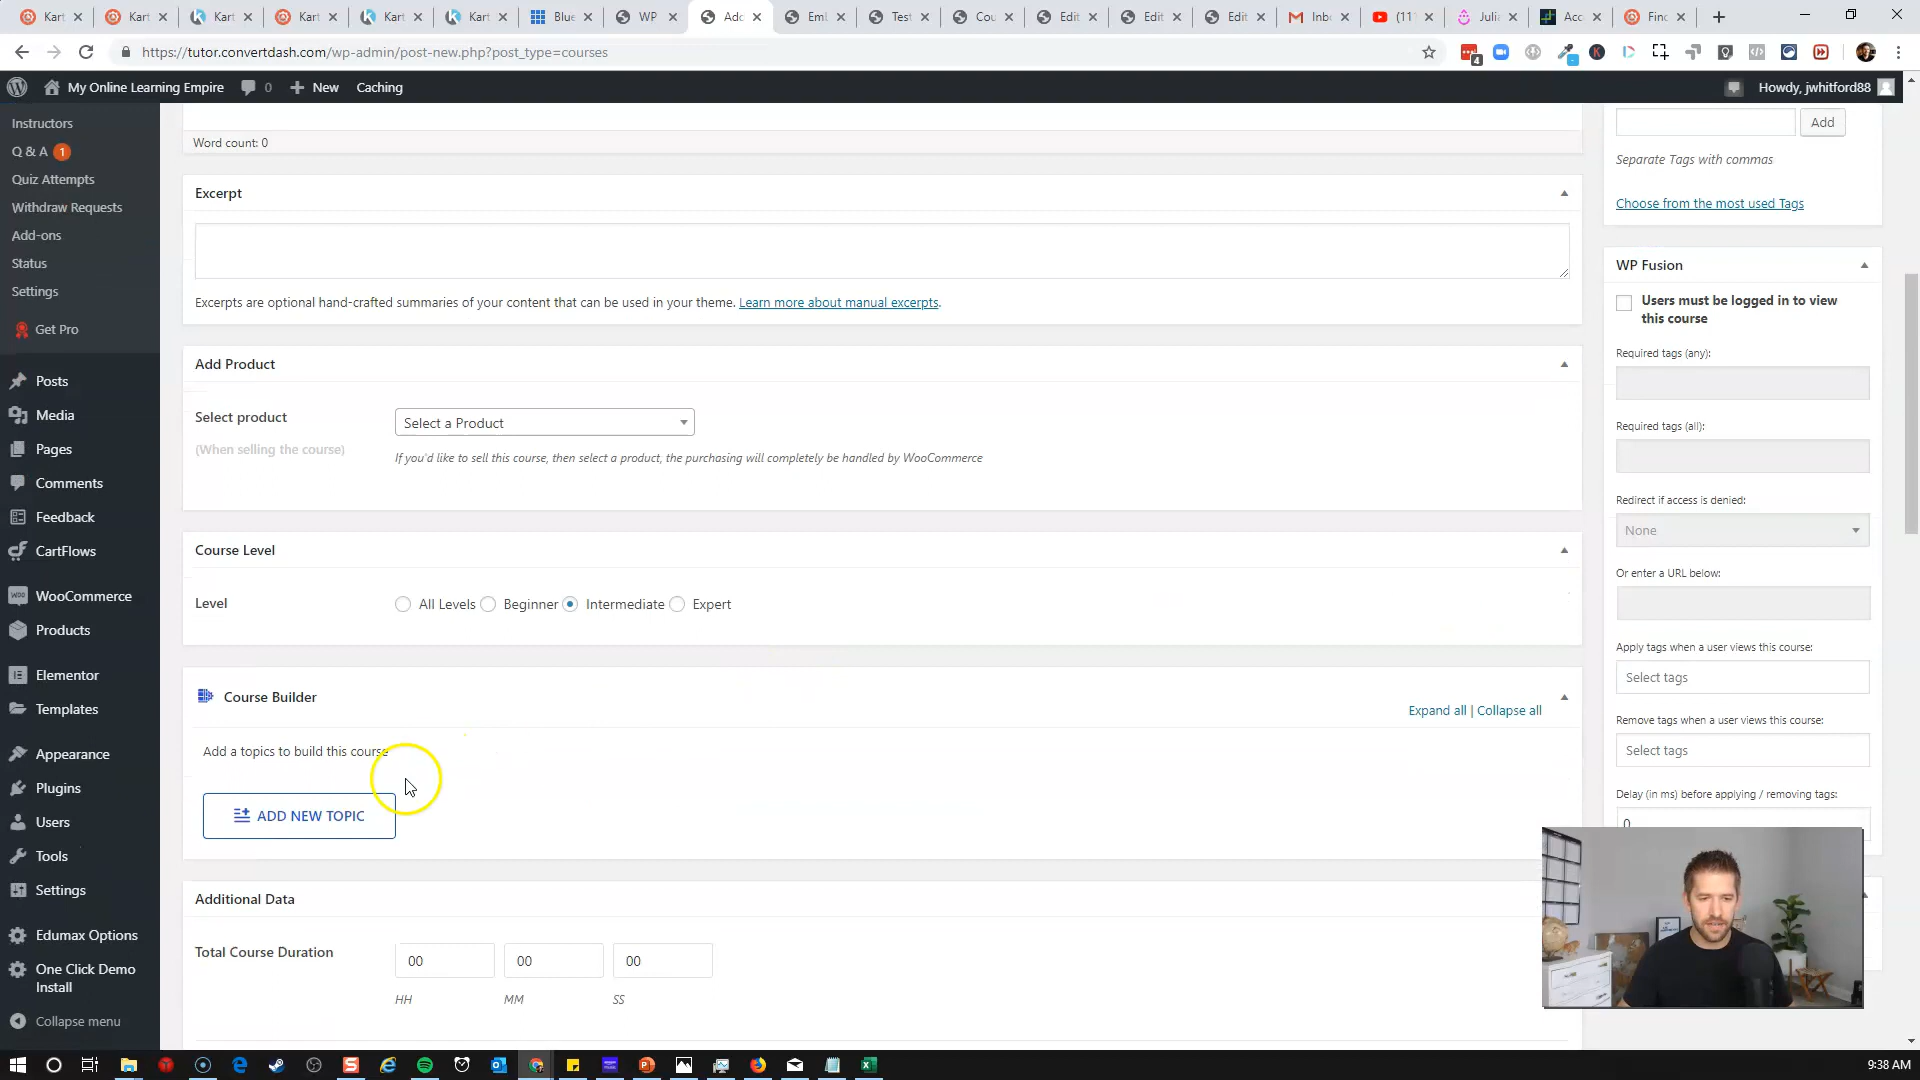 Kart
Kart
Kart
Kart
Kart
Kart
Blue
WP
Add
Emb
Test
Cou
Edit
Edit
Edit
Inb
(11
Julia
Acc
Find
https://tutor.convertdash.com/wp-admin/post-new.php?post_type=courses
4
My Online Learning Empire
0
New
Caching
Howdy, jwhitford88
Instructors
Q & A 1
Quiz Attempts
Withdraw Requests
Add-ons
Status
Settings
Get Pro
Posts
Media
Pages
Comments
Feedback
CartFlows
WooCommerce
Products
Elementor
Templates
Appearance
Plugins
Users
Tools
Settings
Edumax Options
One Click Demo
Install
Collapse menu
Word count: 0
Excerpt
Excerpts are optional hand-crafted summaries of your content that can be used in your theme. Learn more about manual excerpts.
Add Product
Select product
(When selling the course)
Select a Product
If you'd like to sell this course, then select a product, the purchasing will completely be handled by WooCommerce
Course Level
Level
All Levels
Beginner
Intermediate
Expert
Course Builder
Expand all | Collapse all
Add a topics to build this course
ADD NEW TOPIC
Additional Data
Total Course Duration
00
00
00
HH
MM
SS
Add
Separate Tags with commas
Choose from the most used Tags
WP Fusion
Users must be logged in to view
this course
Required tags (any):
Required tags (all):
Redirect if access is denied:
None
Or enter a URL below:
Apply tags when a user views this course:
Select tags
Remove tags when a user views this course:
Select tags
Delay (in ms) before applying / removing tags:
0
9:38 AM